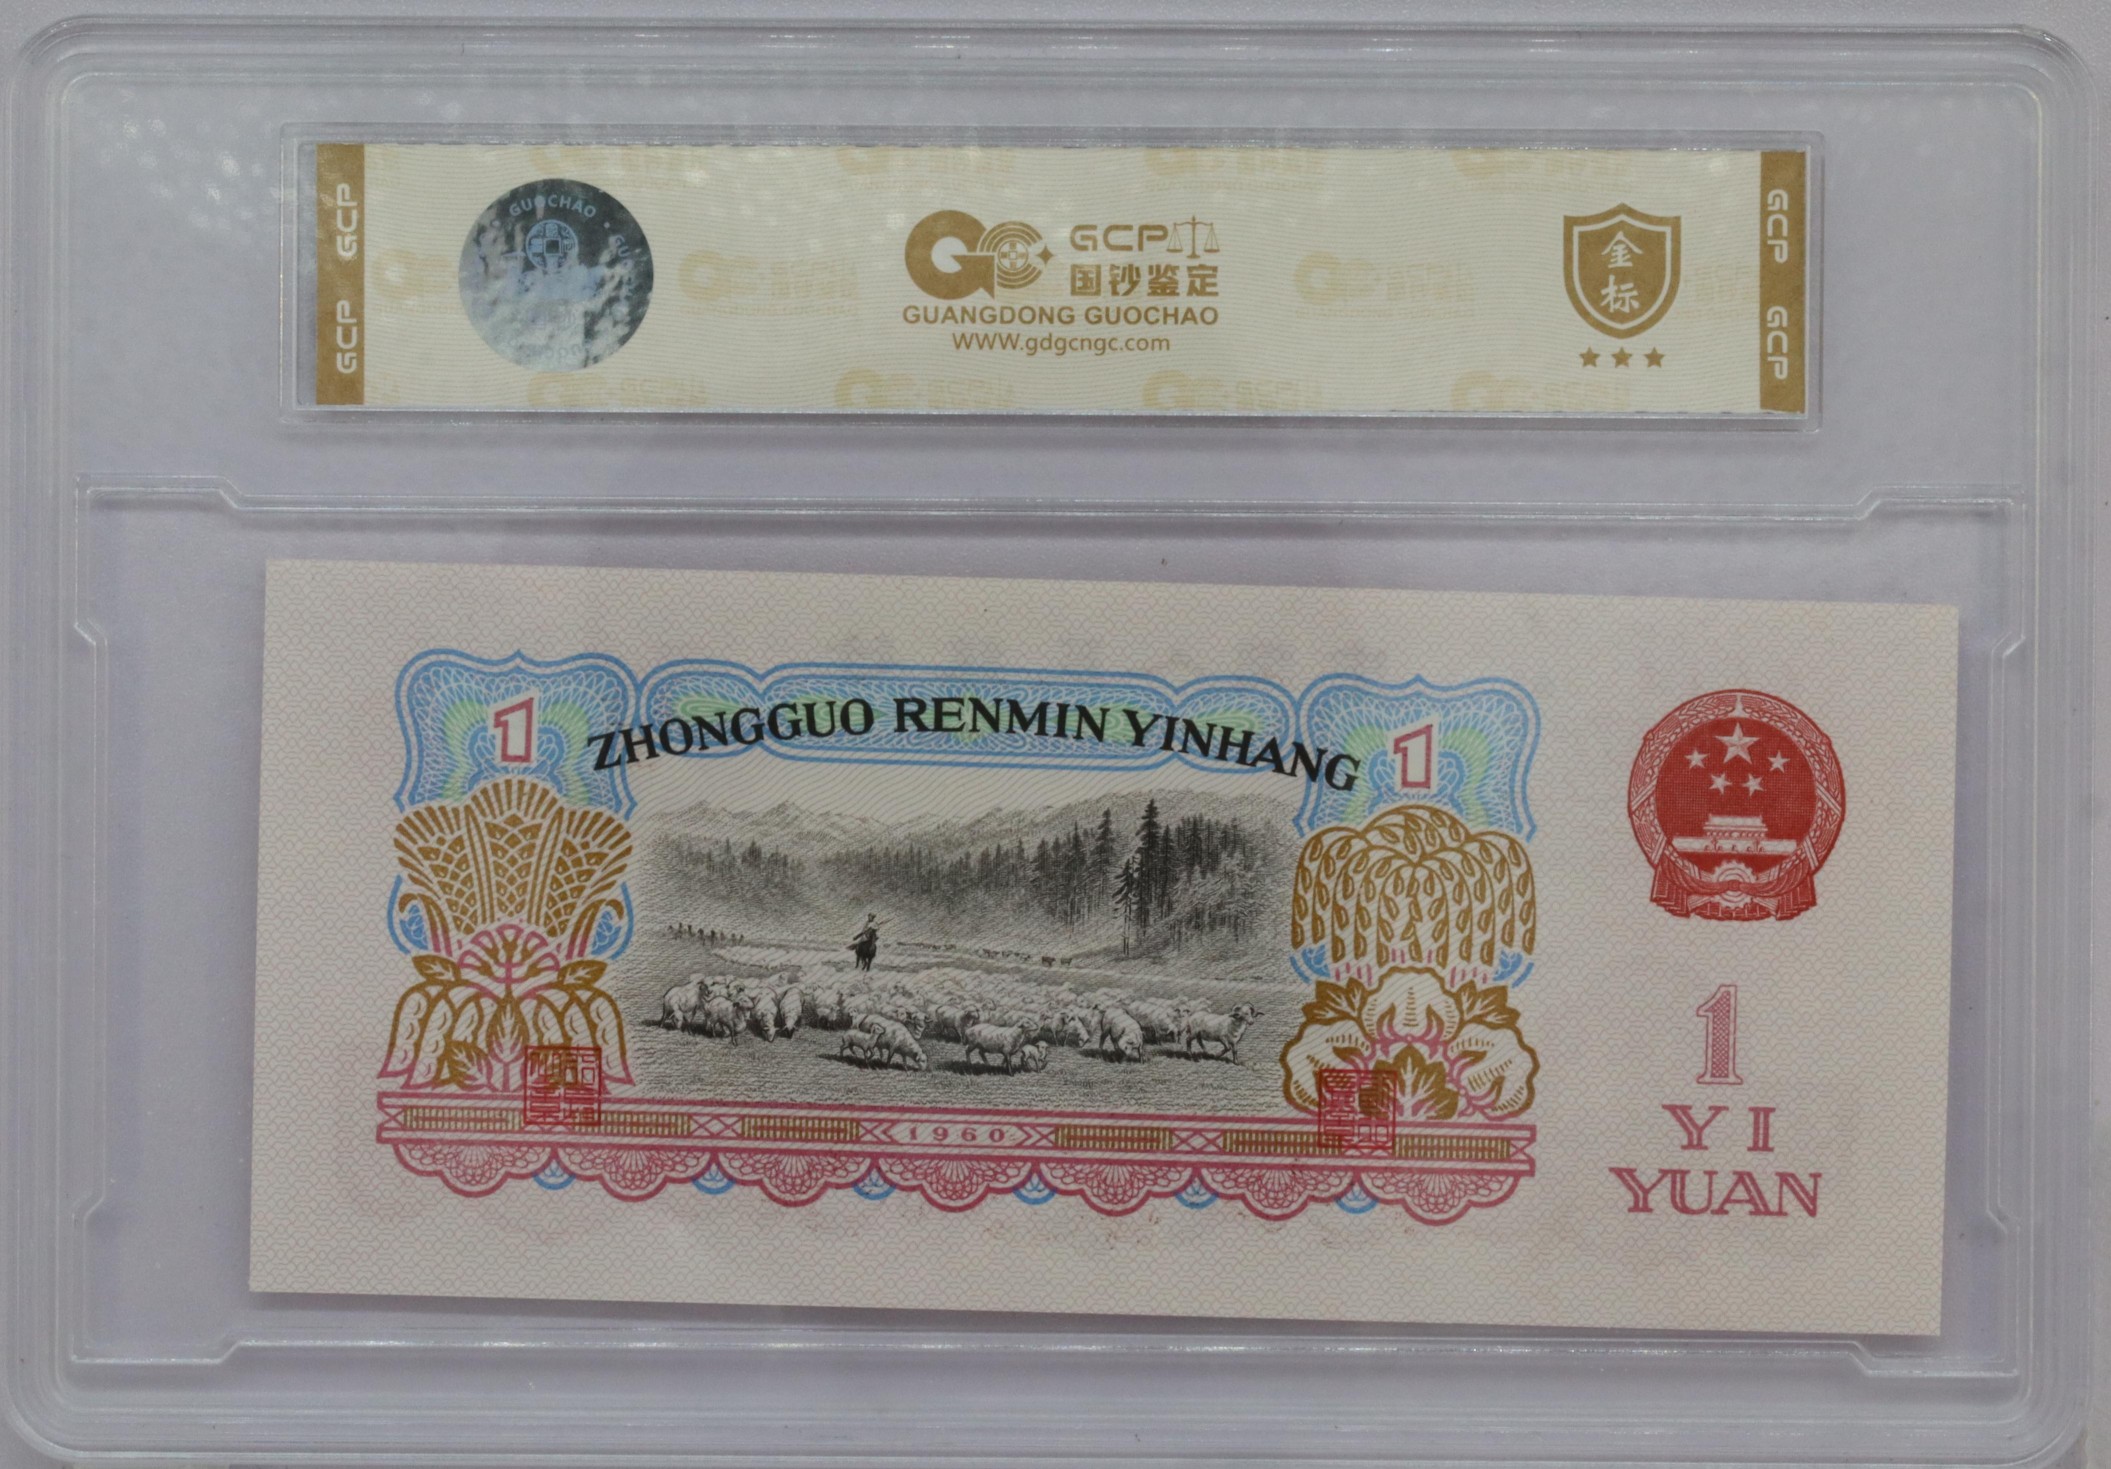 GCP GCP
GUOCHAO
GCP
国钞鉴定
GUANGDONG GUOCHAO
WWW.gdgcngc.com
金
标
GCP GCP
ZHONGGUO RENMIN YINHANG
1
1
1960
1
YI
YUAN